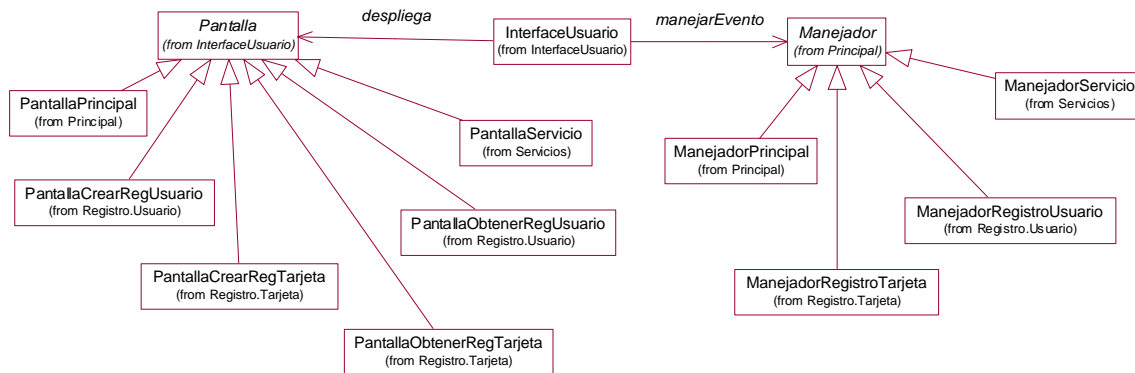 Pantalla
(from InterfaceUsuario)
despliega
InterfaceUsuario
(from InterfaceUsuario)
manejarEvento
Manejador
(from Principal)
PantallaPrincipal
(from Principal)
PantallaServicio
(from Servicios)
ManejadorServicio
(from Servicios)
ManejadorPrincipal
(from Principal)
PantallaCrearRegUsuario
(from Registro.Usuario)
PantallaObtenerRegUsuario
(from Registro.Usuario)
ManejadorRegistroUsuario
(from Registro.Usuario)
PantallaCrearRegTarjeta
(from Registro.Tarjeta)
ManejadorRegistroTarjeta
(from Registro.Tarjeta)
PantallaObtenerRegTarjeta
(from Registro.Tarjeta)